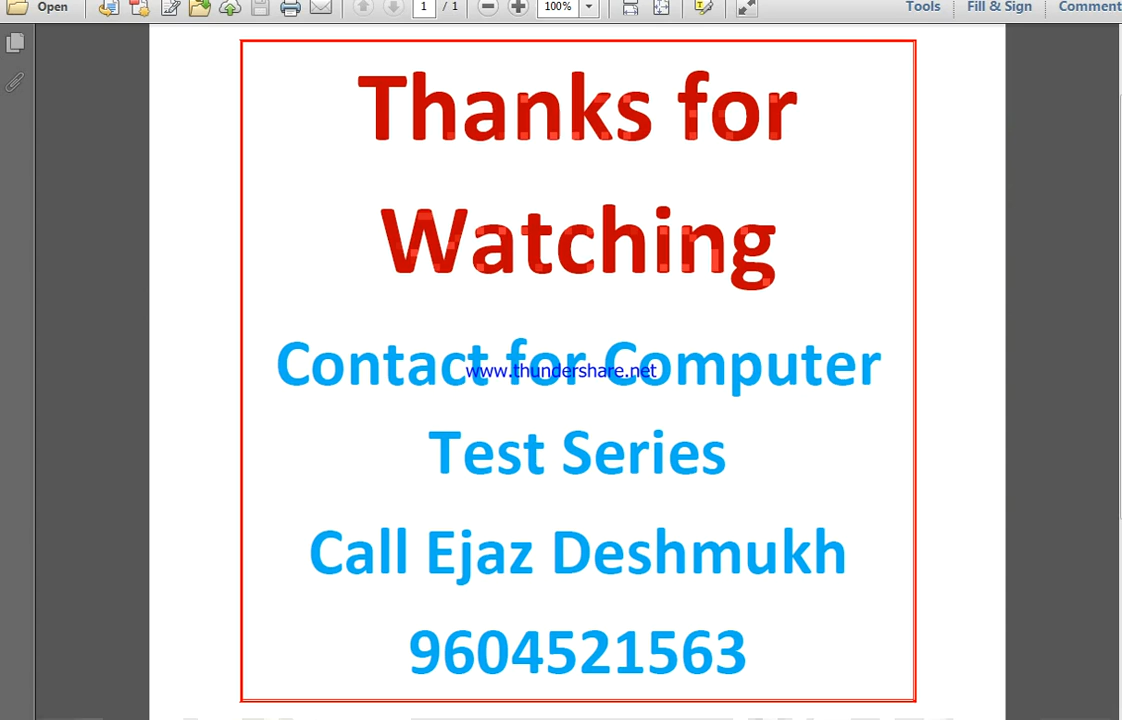 Open
1 / 1
100%
Tools
Fill & Sign
Comment
Thanks for
Watching
Contact for Computer
www.thundershare.net
Test Series
Call Ejaz Deshmukh
9604521563